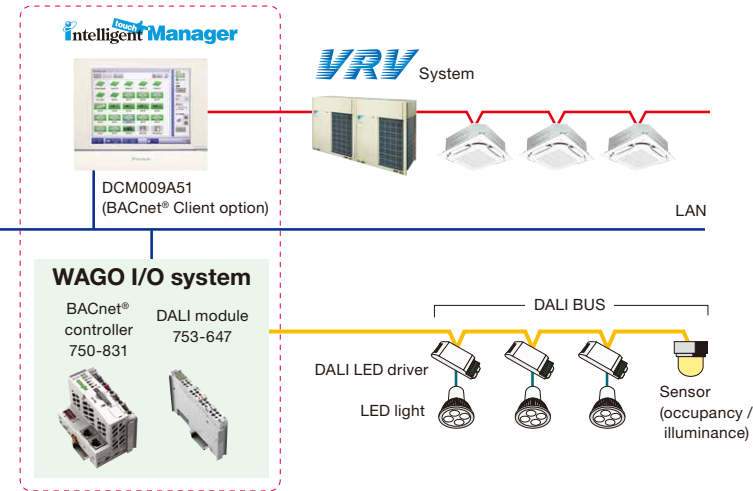 intelligent touch Manager
VRV System
DAIKIN
DCM009A51
(BACnet® Client option)
LAN
WAGO I/O system
BACnet®
controller
750-831
DALI module
753-647
DALI BUS
DALI LED driver
LED light
Sensor
(occupancy /
illuminance)